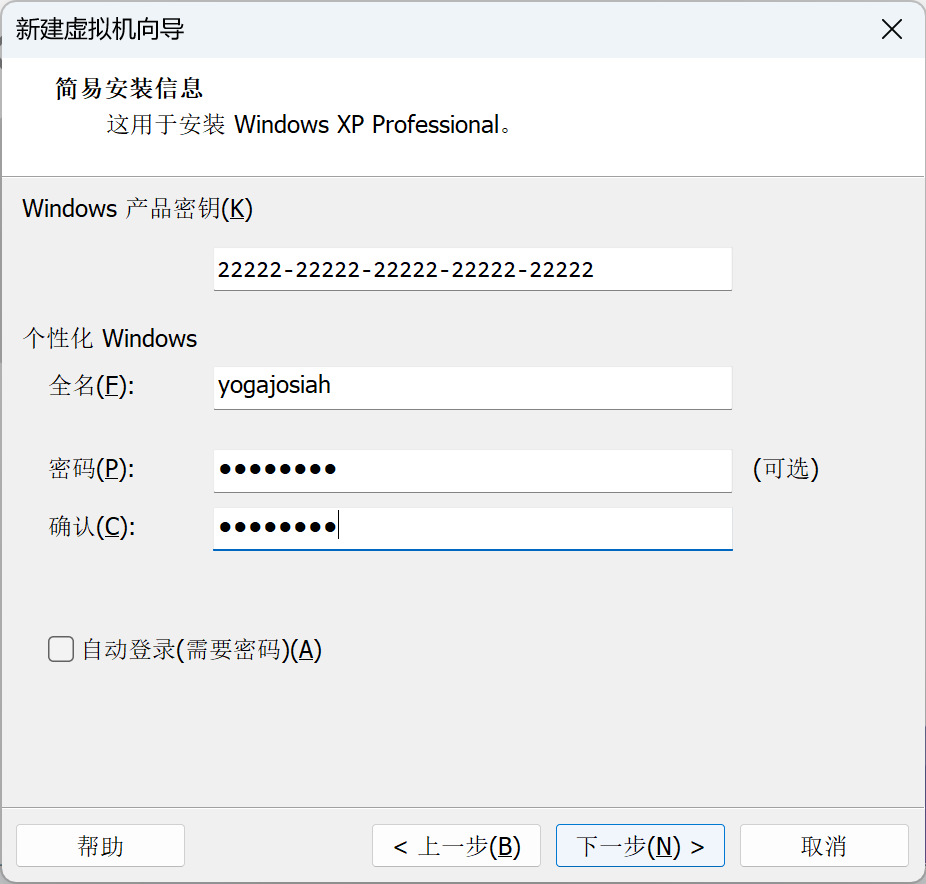 新建虚拟机向导
简易安装信息
这用于安装 Windows XP Professional。
Windows 产品密钥(K)
22222-22222-22222-22222-22222
个性化 Windows
全名(F): yogajosiah
密码(P): ●●●●●●●● (可选)
确认(C): ●●●●●●●●
自动登录(需要密码)(A)
帮助 < 上一步(B) 下一步(N) > 取消